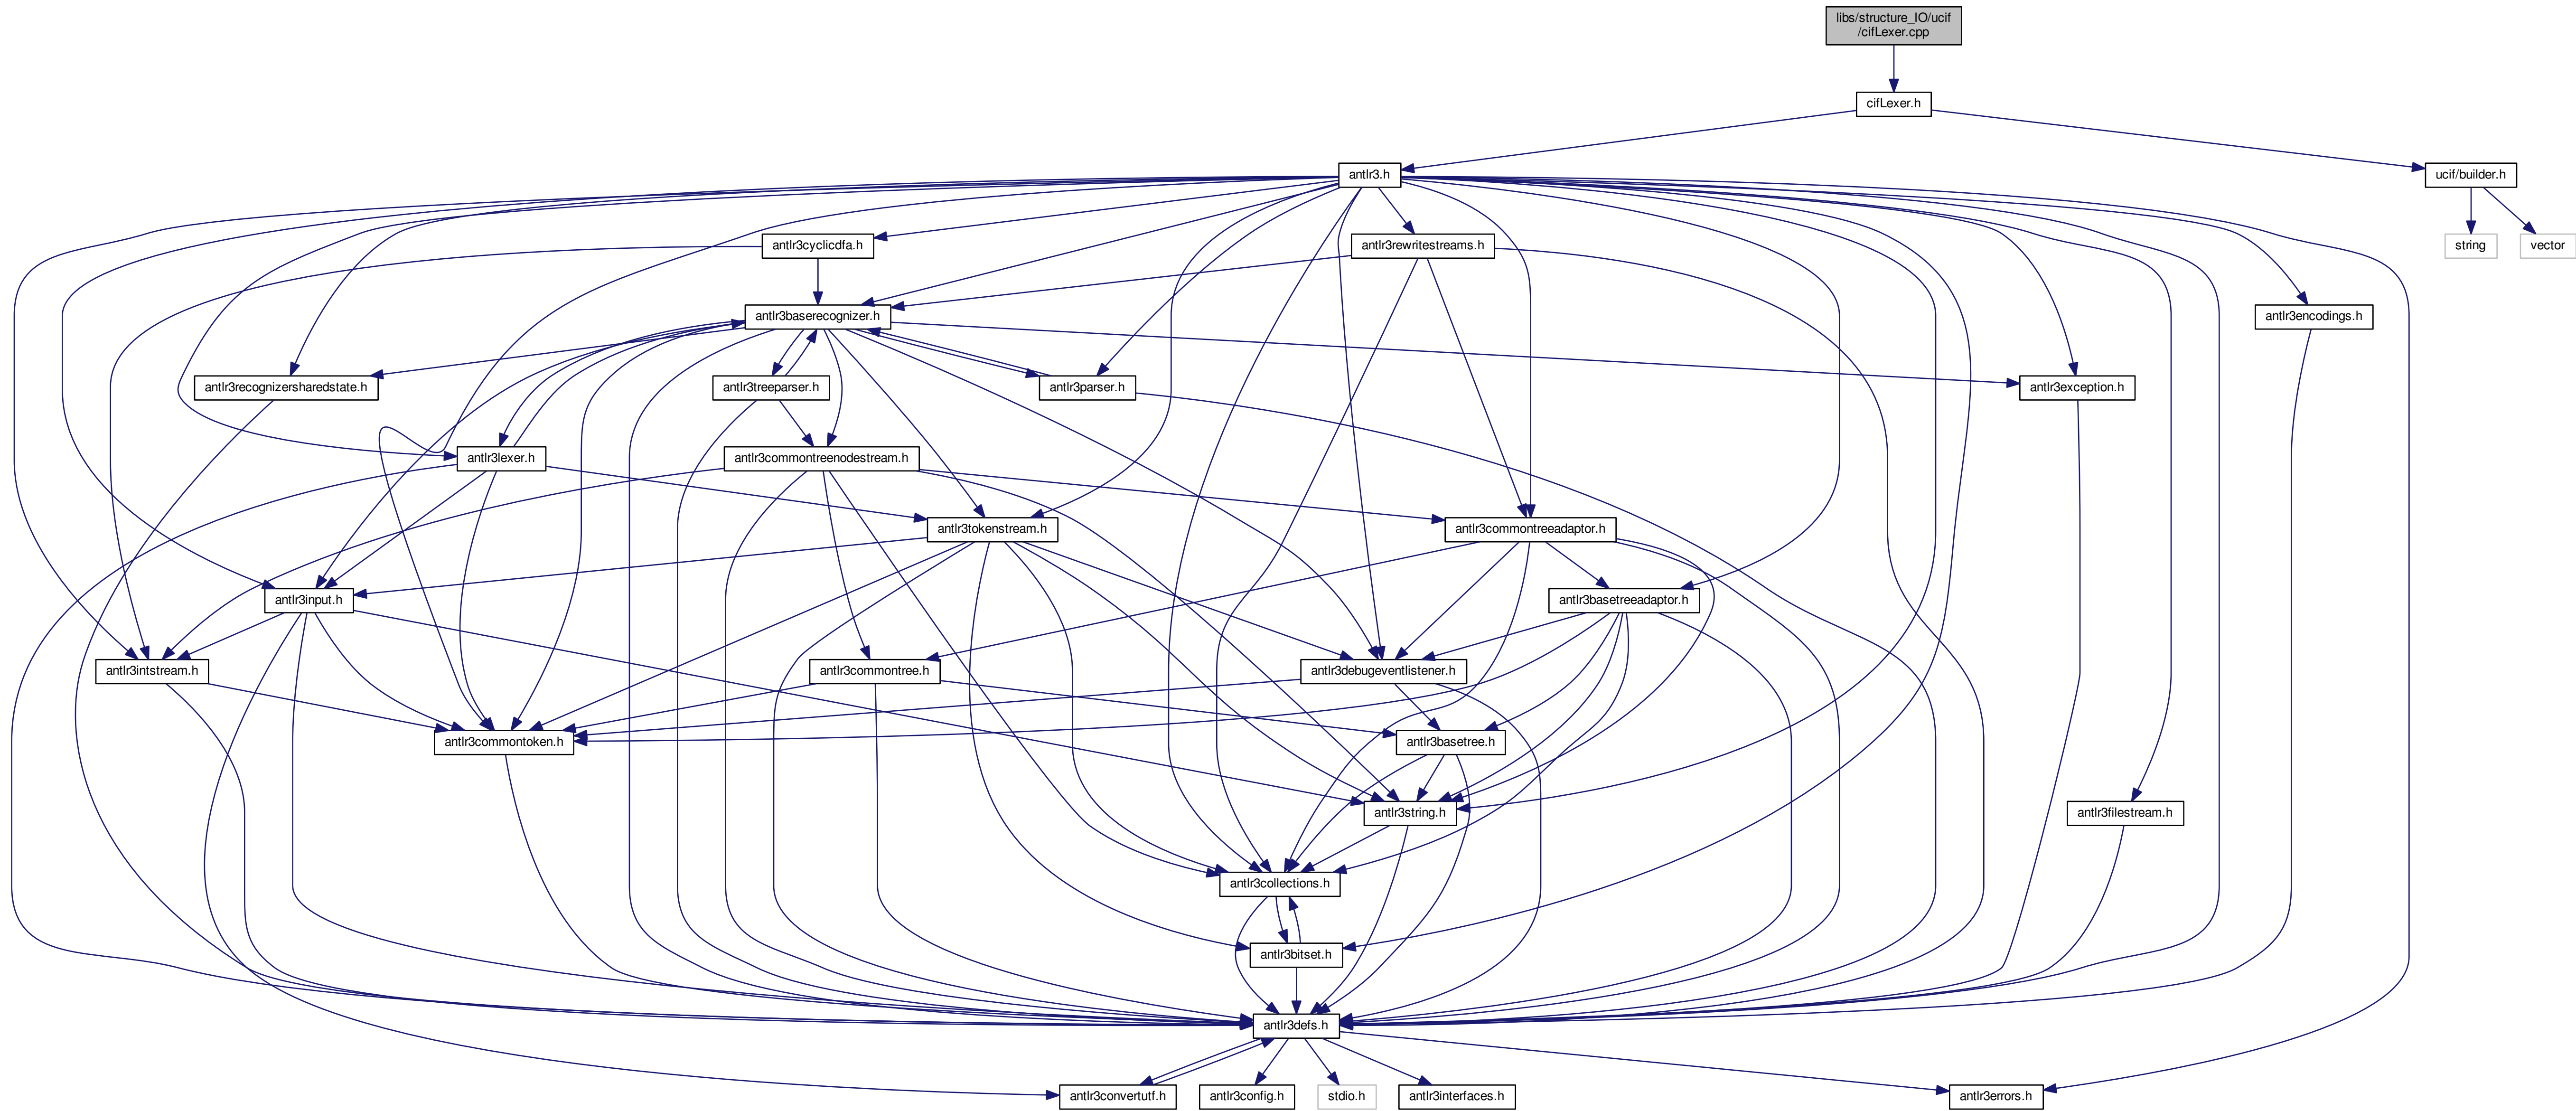 libs/structure_IO/ucif
/cifLexer.cpp
cifLexer.h
antlr3.h
ucif/builder.h
antlr3cyclicdfa.h
antlr3rewritestreams.h
string
vector
antlr3baserecognizer.h
antlr3encodings.h
antlr3recognizersharedstate.h
antlr3treeparser.h
antlr3parser.h
antlr3exception.h
antlr3lexer.h
antlr3commontreenodestream.h
antlr3tokenstream.h
antlr3commontreeadaptor.h
antlr3input.h
antlr3basetreeadaptor.h
antlr3intstream.h
antlr3commontree.h
antlr3debugeventlistener.h
antlr3commontoken.h
antlr3basetree.h
antlr3string.h
antlr3filestream.h
antlr3collections.h
antlr3bitset.h
antlr3defs.h
antlr3convertutf.h
antlr3config.h
stdio.h
antlr3interfaces.h
antlr3errors.h